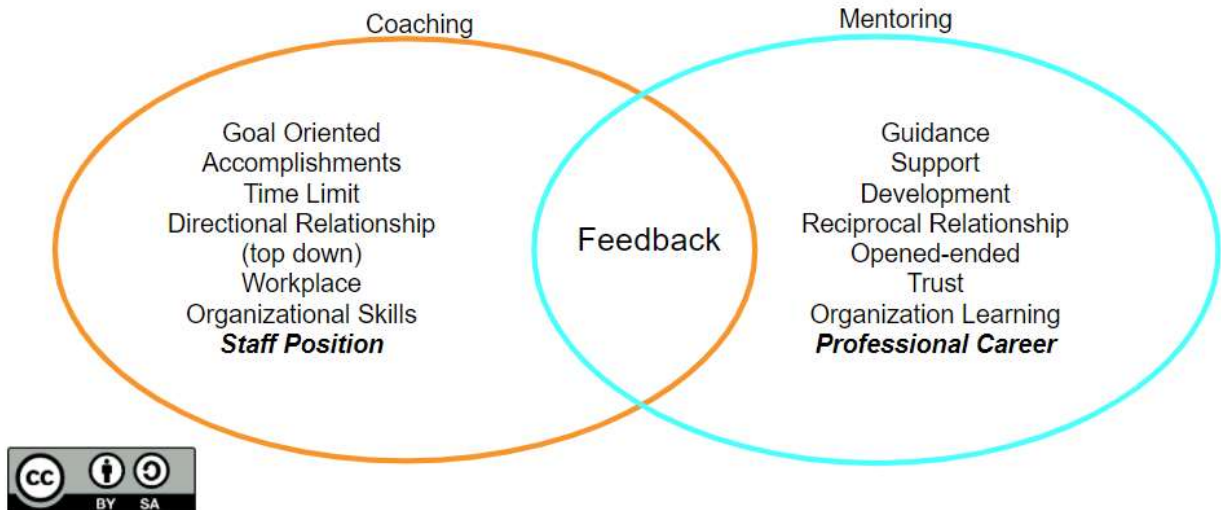 Coaching
Mentoring
Goal Oriented
Accomplishments
Time Limit
Directional Relationship
(top down)
Workplace
Organizational Skills
Staff Position
Feedback
Guidance
Support
Development
Reciprocal Relationship
Opened-ended
Trust
Organization Learning
Professional Career
cc
BY SA